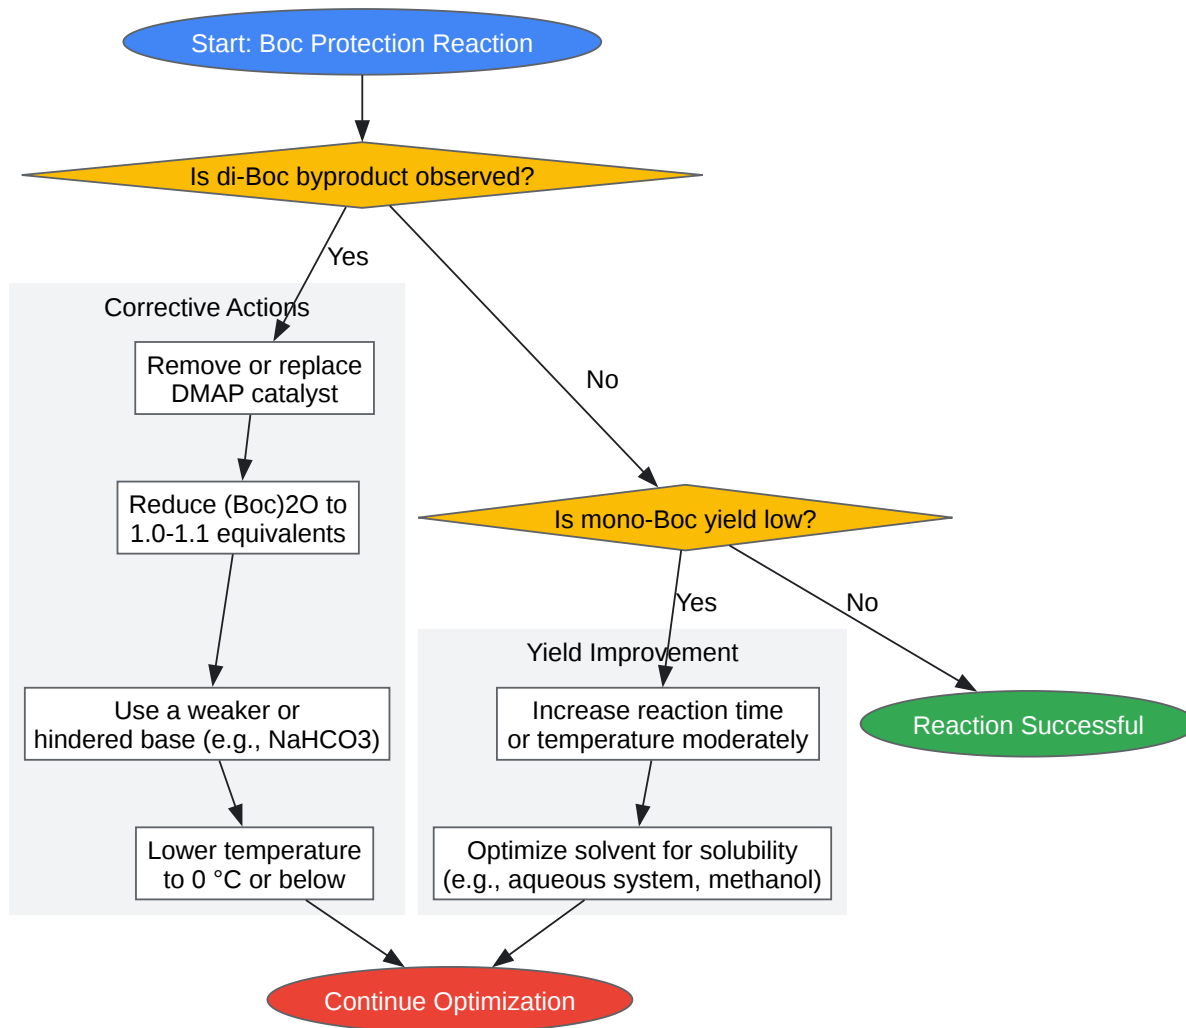 Start: Boc Protection Reaction
Is di-Boc byproduct observed?
Yes
Corrective Actions
Remove or replace
DMAP catalyst
Reduce (Boc)2O to
1.0-1.1 equivalents
Use a weaker or
hindered base (e.g., NaHCO3)
Lower temperature
to 0 °C or below
No
Is mono-Boc yield low?
Yes
No
Yield Improvement
Increase reaction time
or temperature moderately
Optimize solvent for solubility
(e.g., aqueous system, methanol)
Reaction Successful
Continue Optimization